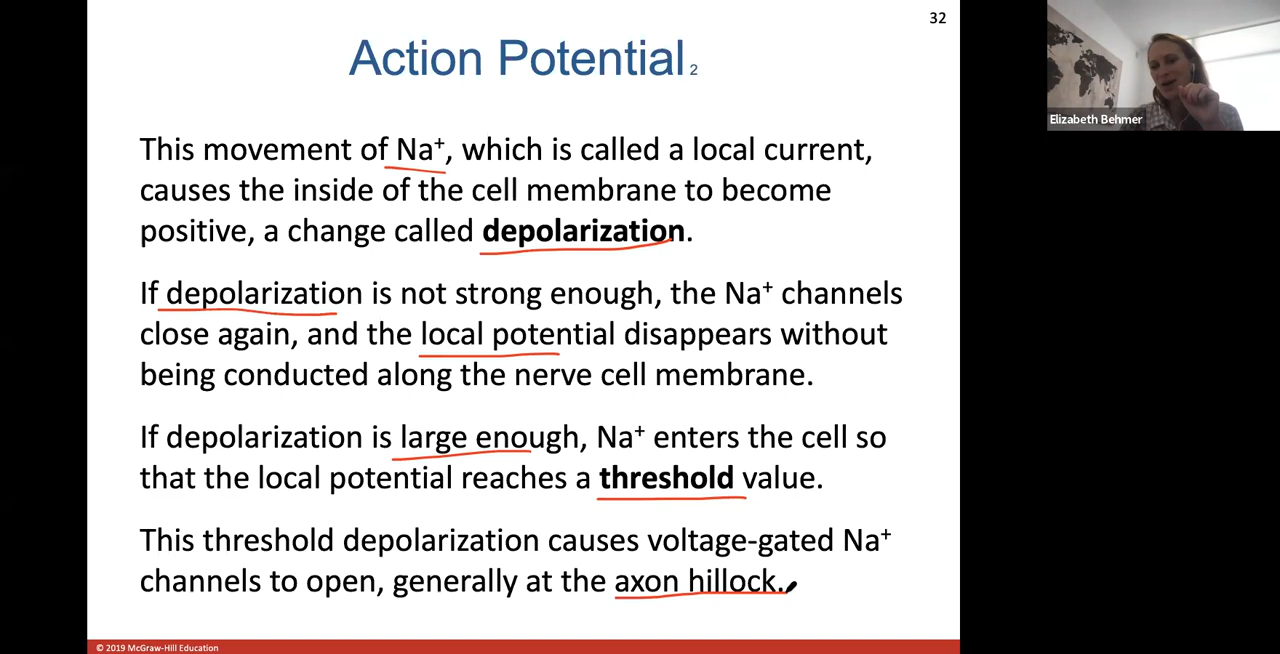 32
Action Potential 2
Elizabeth Behmer
This movement of Na⁺, which is called a local current,
causes the inside of the cell membrane to become
positive, a change called depolarization.
If depolarization is not strong enough, the Na⁺ channels
close again, and the local potential disappears without
being conducted along the nerve cell membrane.
If depolarization is large enough, Na⁺ enters the cell so
that the local potential reaches a threshold value.
This threshold depolarization causes voltage-gated Na⁺
channels to open, generally at the axon hillock.
© 2019 McGraw-Hill Education